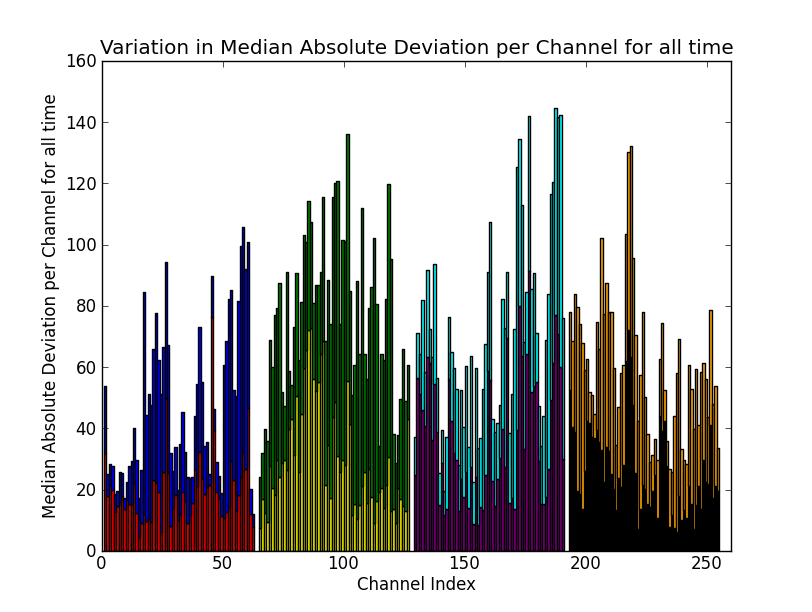 Variation in Median Absolute Deviation per Channel for all time
Median Absolute Deviation per Channel for all time
160
140
120
100
80
60
40
20
0
0 50 100 150 200 250
Channel Index